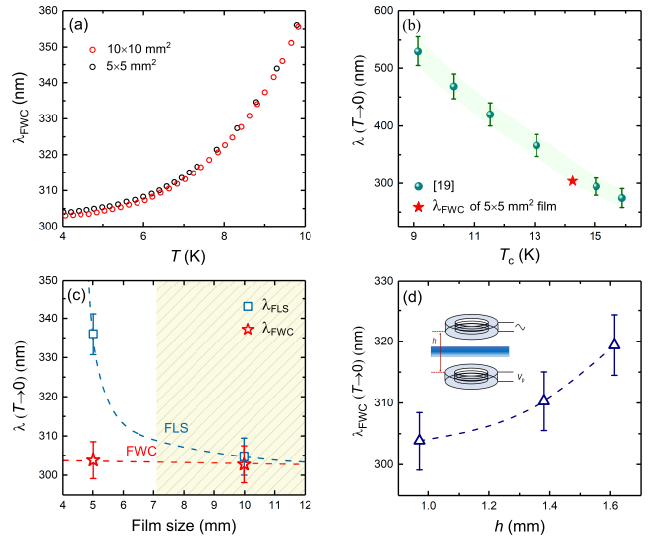 (a)
10×10 mm²
5×5 mm²
λFWC (nm)
360
350
340
330
320
310
300
4
6
8
10
T (K)
(b)
λ (T→0) (nm)
600
500
400
300
[19]
λFWC of 5×5 mm² film
9
11
13
15
Tc (K)
(c)
λFLS
λFWC
λ (T→0) (nm)
350
340
330
320
310
300
FLS
FWC
4
5
6
7
8
9
10
11
12
Film size (mm)
(d)
h
Vp
λFWC (T→0) (nm)
330
320
310
300
1.0
1.2
1.4
1.6
h (mm)